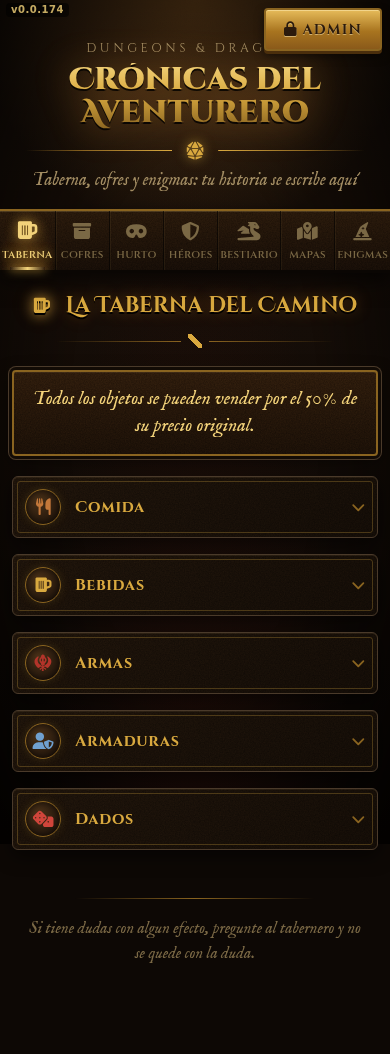 v0.0.174
ADMIN
DUNGEONS & DRAG
CRÓNICAS DEL
AVENTURERO
Taberna, cofres y enigmas: tu historia se escribe aquí
TABERNA COFRES HURTO HÉROES BESTIARIO MAPAS ENIGMAS
LA TABERNA DEL CAMINO
Todos los objetos se pueden vender por el 50% de
su precio original.
COMIDA
BEBIDAS
ARMAS
ARMADURAS
DADOS
Si tiene dudas con algun efecto, pregunte al tabernero y no
se quede con la duda.